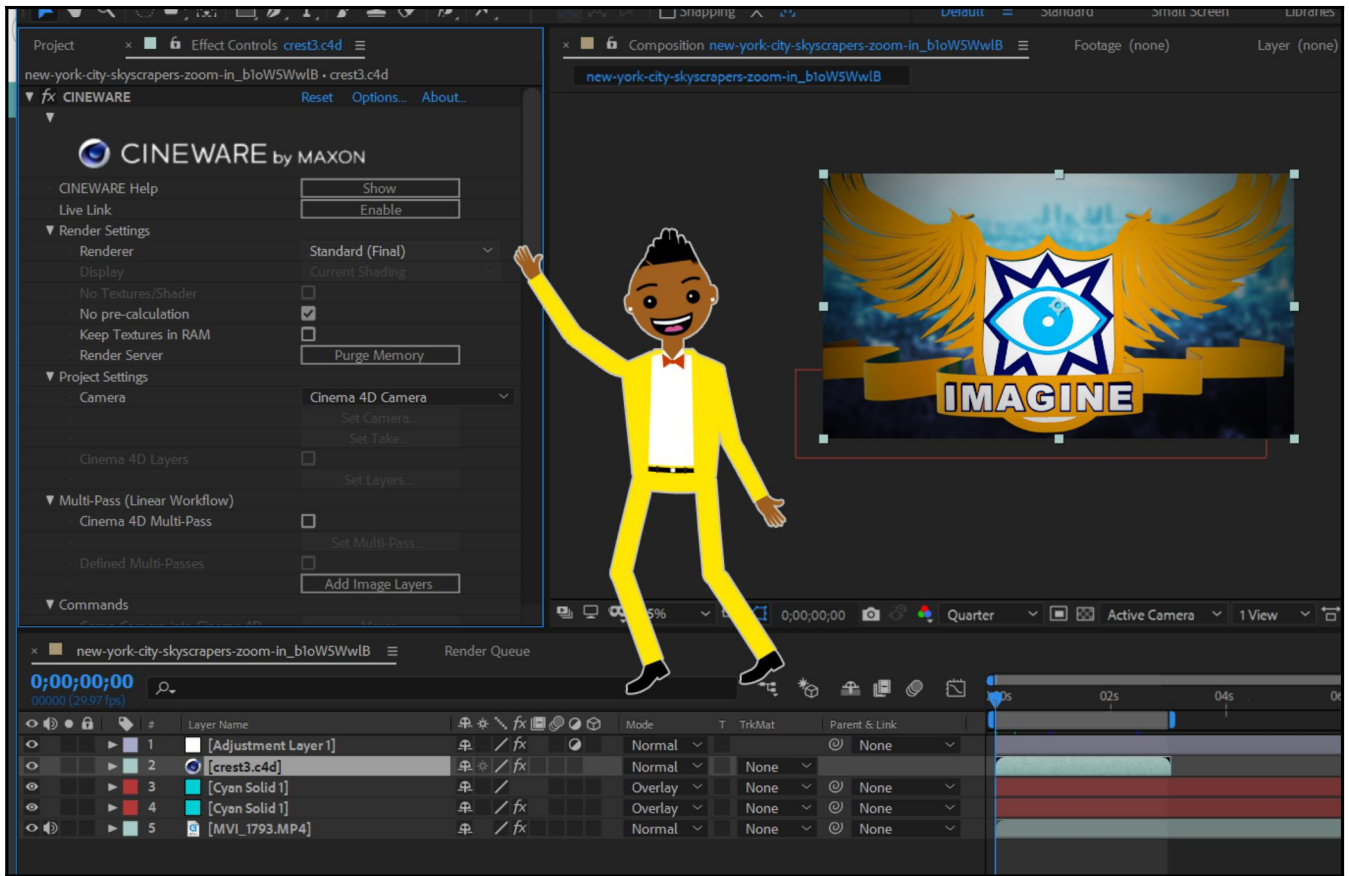 Snapping
Default
Standard
Small Screen
Libraries
Project × Effect Controls crest3.c4d
new-york-city-skyscrapers-zoom-in_b1oW5WwlB • crest3.c4d
fx CINEWARE Reset Options... About...
CINEWARE by MAXON
CINEWARE Help Show
Live Link Enable
Render Settings
Renderer Standard (Final)
Display Current Shading
No Textures/Shader
No pre-calculation
Keep Textures in RAM
Render Server Purge Memory
Project Settings
Camera Cinema 4D Camera
Set Camera...
Set Take...
Cinema 4D Layers
Set Layers...
Multi-Pass (Linear Workflow)
Cinema 4D Multi-Pass
Set Multi-Pass...
Defined Multi-Passes
Add Image Layers
Commands
× Composition new-york-city-skyscrapers-zoom-in_b1oW5WwlB Footage (none) Layer (none)
new-york-city-skyscrapers-zoom-in_b1oW5WwlB
IMAGINE
0;00;00;00 Quarter Active Camera 1 View
× new-york-city-skyscrapers-zoom-in_b1oW5WwlB Render Queue
0;00;00;00
00000 (29.97 fps)
02s 04s
# Layer Name fx Mode T TrkMat Parent & Link
1 [Adjustment Layer 1] fx Normal None
2 [crest3.c4d] fx Normal None
3 [Cyan Solid 1] Overlay None None
4 [Cyan Solid 1] fx Overlay None None
5 [MVI_1793.MP4] fx Normal None None